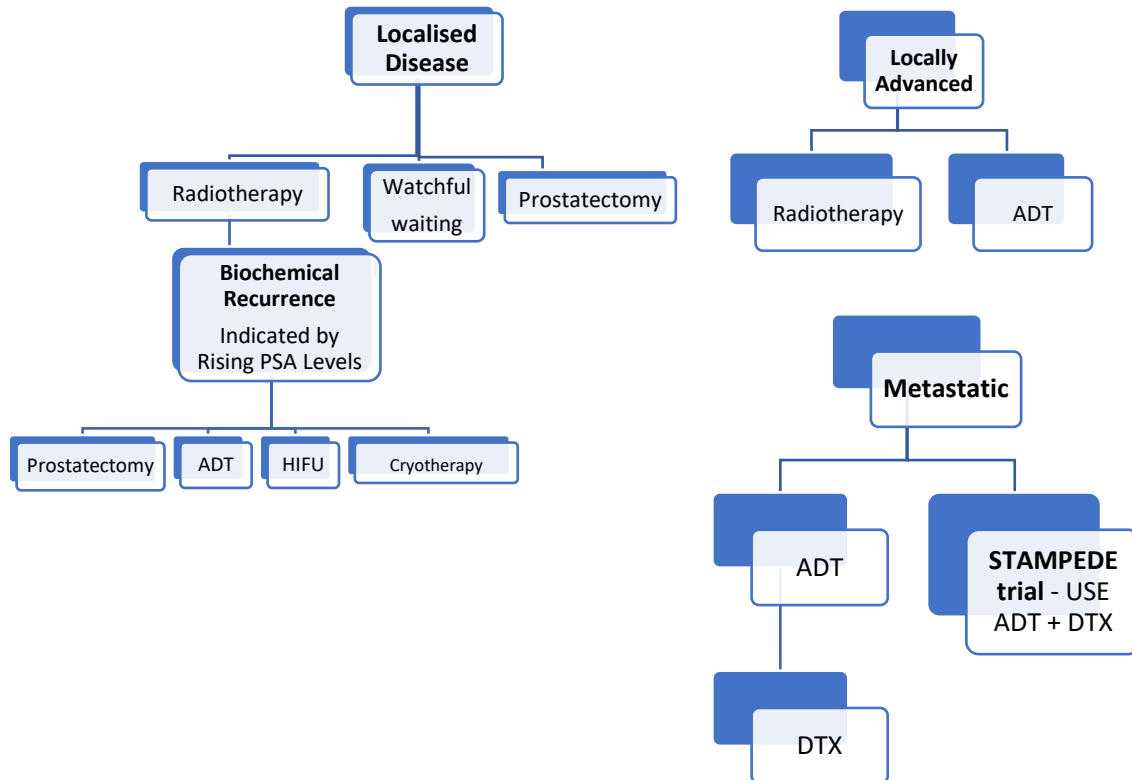 Localised
Disease
Radiotherapy
Watchful
waiting
Prostatectomy
Biochemical
Recurrence
Indicated by
Rising PSA Levels
Prostatectomy
ADT
HIFU
Cryotherapy
Locally
Advanced
Radiotherapy
ADT
Metastatic
ADT
STAMPEDE
trial - USE
ADT + DTX
DTX